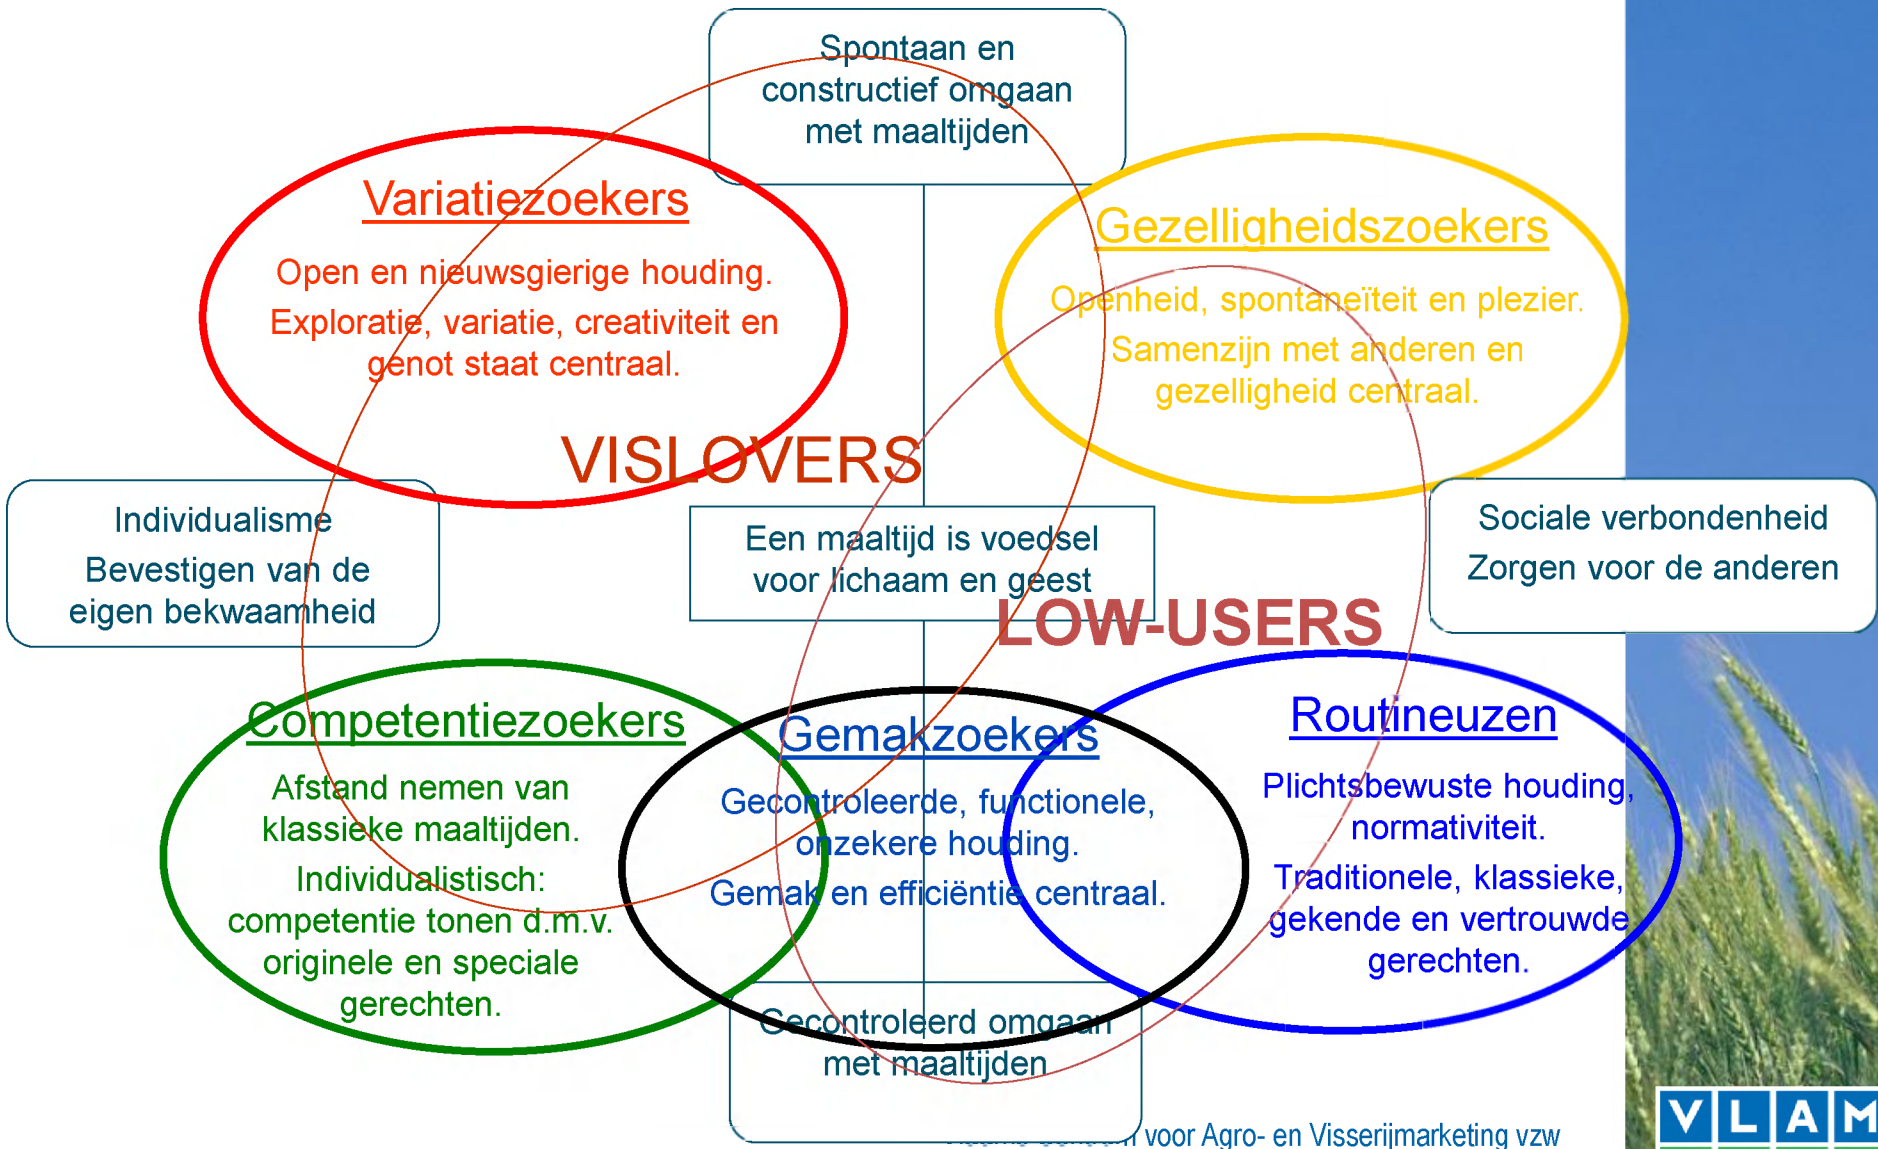 Spontaan en
constructief omgaan
met maaltijden
Variatiezoekers
Open en nieuwsgierige houding.
Exploratie, variatie, creativiteit en
genot staat centraal.
Gezelligheidszoekers
Openheid, spontaneïteit en plezier.
Samenzijn met anderen en
gezelligheid centraal.
VISLOVERS
Individualisme
Bevestigen van de
eigen bekwaamheid
Een maaltijd is voedsel
voor lichaam en geest
Sociale verbondenheid
Zorgen voor de anderen
LOW-USERS
Competentiezoekers
Afstand nemen van
klassieke maaltijden.
Individualistisch:
competentie tonen d.m.v.
originele en speciale
gerechten.
Gemakzoekers
Gecontroleerde, functionele,
onzekere houding.
Gemak en efficiëntie centraal.
Routineuzen
Plichtsbewuste houding,
normativiteit.
Traditionele, klassieke,
gekende en vertrouwde
gerechten.
Gecontroleerd omgaan
met maaltijden
voor Agro- en Visserijmarketing vzw
VLAM